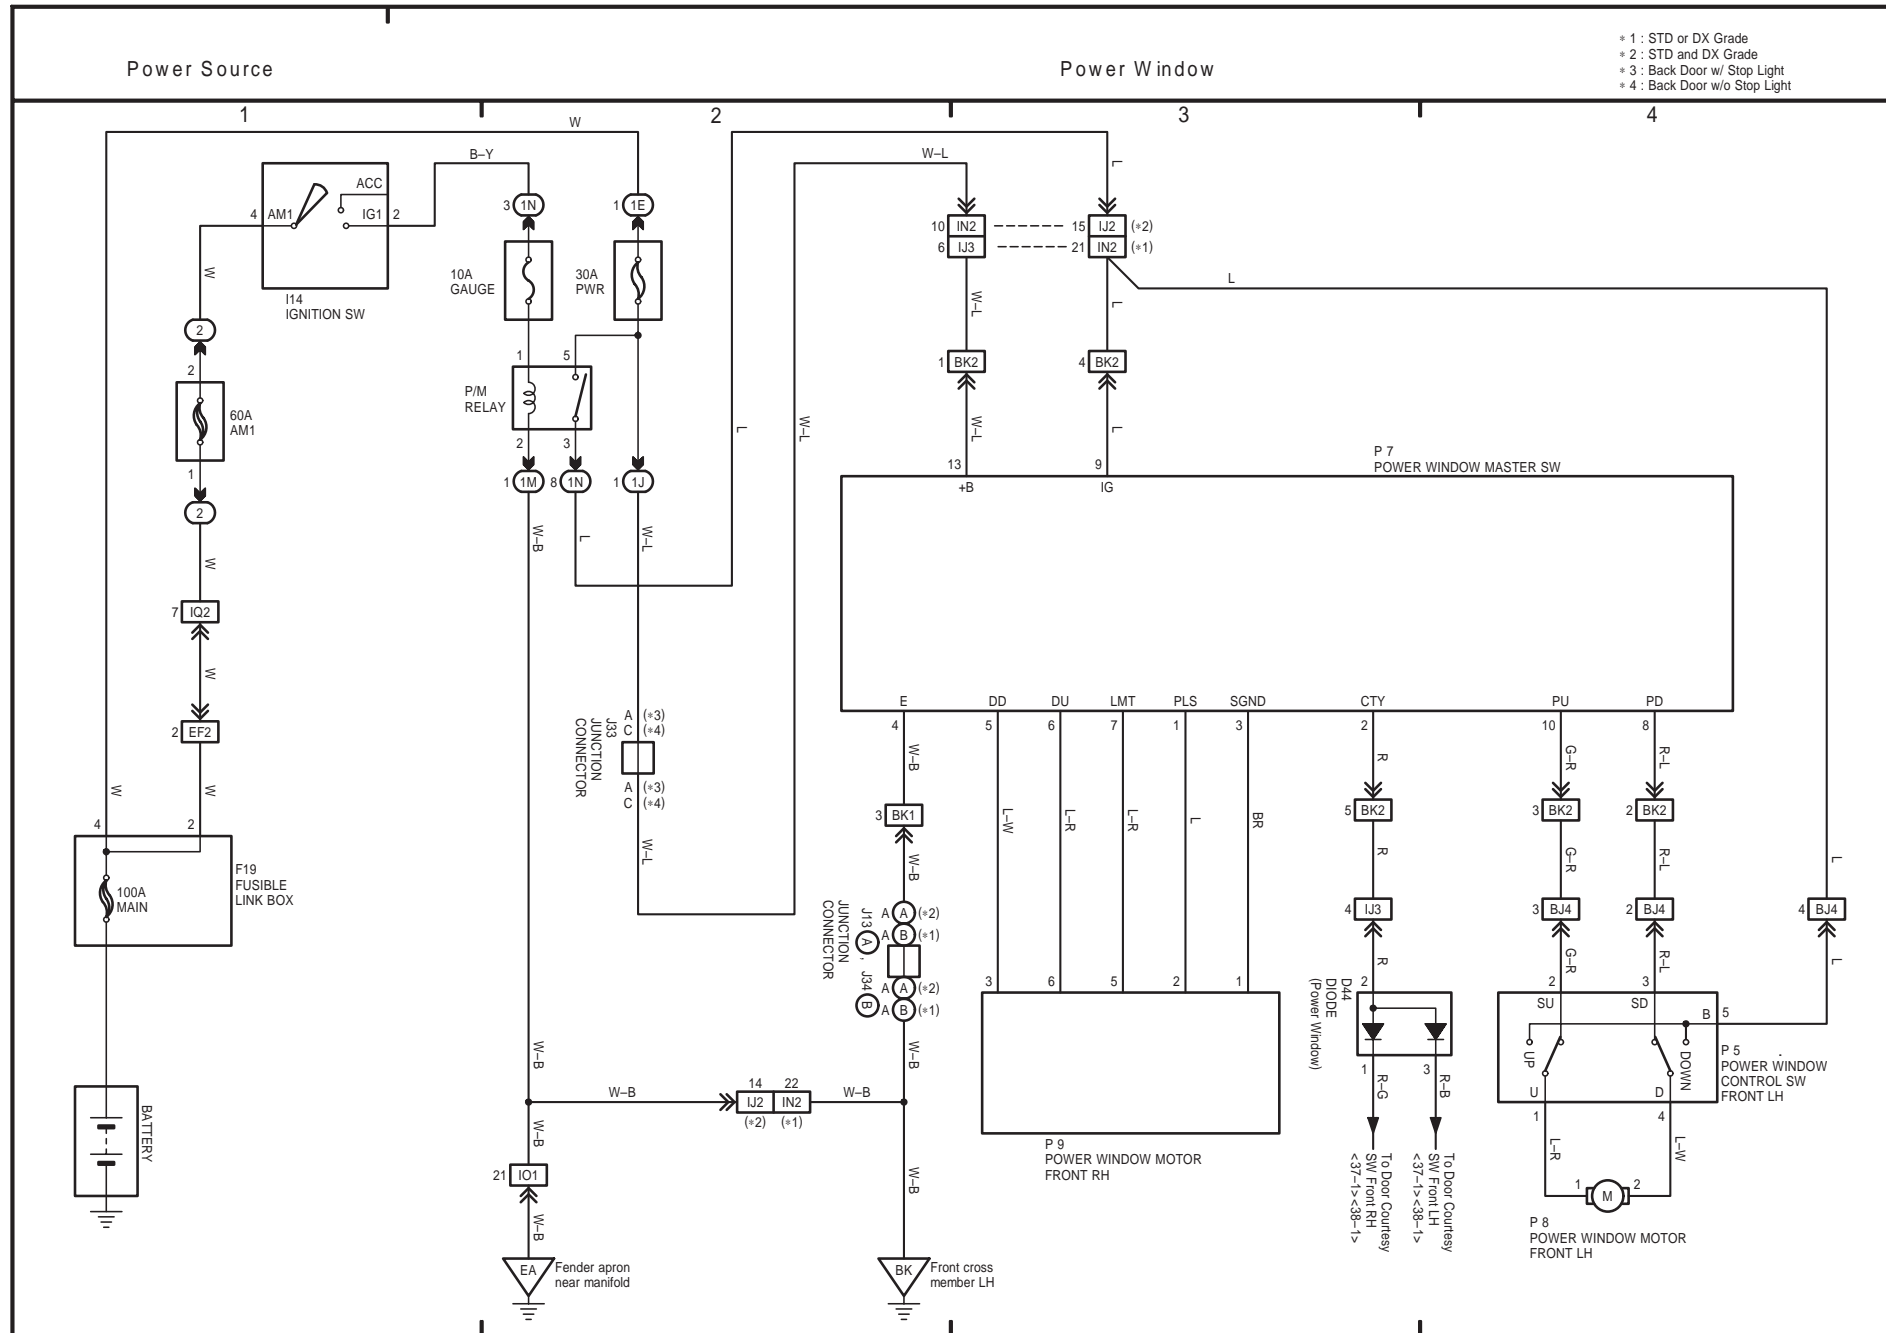 Power Source
Power Window
* 1 : STD or DX Grade
* 2 : STD and DX Grade
* 3 : Back Door w/ Stop Light
* 4 : Back Door w/o Stop Light
1
2
3
4
W
B–Y
W–L
L
ACC
4
AM1
IG1
2
3
1N
1
1E
10
IN2
15
IJ2
(*2)
6
IJ3
21
IN2
(*1)
W
10A
GAUGE
30A
PWR
L
I14
IGNITION SW
W–L
L
2
1
5
1
BK2
4
BK2
2
P/M
RELAY
60A
AM1
L
W–L
W–L
L
2
3
1
P 7
POWER WINDOW MASTER SW
13
9
1
1M
8
1N
1
1J
+B
IG
2
W–B
L
W–L
W
7
IQ2
W
E
DD
DU
LMT
PLS
SGND
CTY
PU
PD
J33
JUNCTION
CONNECTOR
A
(*3)
C
(*4)
4
5
6
7
1
3
2
10
8
2
EF2
W–B
R
G–R
R–L
A
(*3)
C
(*4)
W
W
3
BK1
L–W
L–R
L–R
L
BR
5
BK2
3
BK2
2
BK2
4
2
W–L
W–B
R
G–R
R–L
L
F19
FUSIBLE
LINK BOX
100A
MAIN
J13
A
,
J34
B
JUNCTION
CONNECTOR
A
A
(*2)
A
B
(*1)
4
IJ3
3
BJ4
2
BJ4
4
BJ4
R
G–R
R–L
L
A
A
(*2)
A
B
(*1)
3
6
5
2
1
2
2
3
D44
DIODE
(Power Window)
SU
SD
B
5
UP
DOWN
W–B
W–B
P 5
POWER WINDOW
CONTROL SW
FRONT LH
1
3
BATTERY
W–B
14
22
W–B
R–G
R–B
U
D
IJ2
IN2
(*2)
(*1)
1
4
W–B
P 9
POWER WINDOW MOTOR
FRONT RH
L–R
L–W
21
IO1
W–B
To Door Courtesy
SW Front RH
<37–1><38–1>
To Door Courtesy
SW Front LH
<37–1><38–1>
1
M
2
W–B
P 8
POWER WINDOW MOTOR
FRONT LH
EA
Fender apron
near manifold
BK
Front cross
member LH